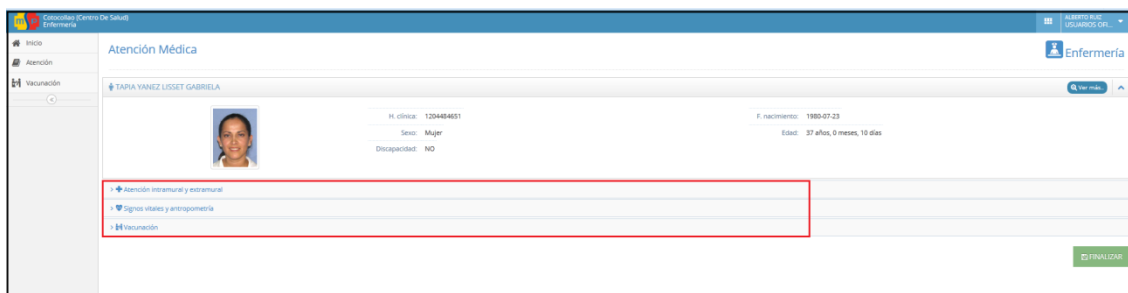 Cotocollao (Centro De Salud)
Enfermería
ALBERTO RUIZ
USUARIOS OFI...
Inicio
Atención
Vacunación
Atención Médica
Enfermería
TAPIA YANEZ LISSET GABRIELA
Ver más...
H. clínica: 1204484651
F. nacimiento: 1980-07-23
Sexo: Mujer
Edad: 37 años, 0 meses, 10 días
Discapacidad: NO
> Atención intramural y extramural
> Signos vitales y antropometría
> Vacunación
FINALIZAR